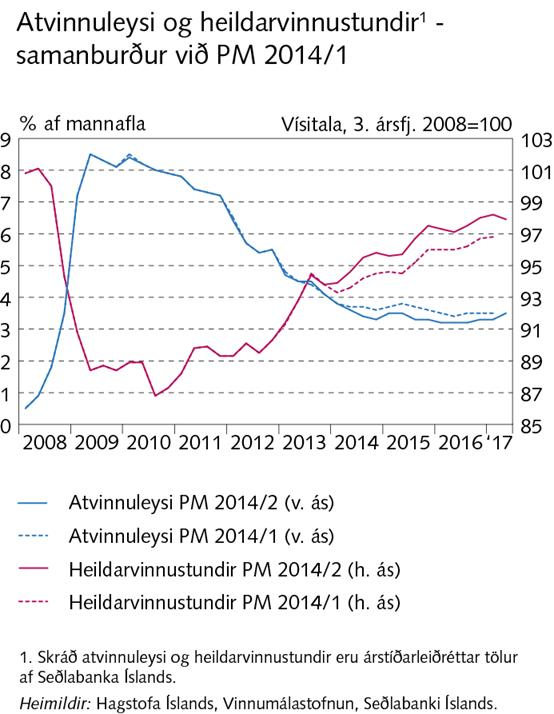 Atvinnuleysi og heildarvinnustundir¹ -
samanburður við PM 2014/1
% af mannafla
Vísitala, 3. ársfj. 2008=100
9
8
7
6
5
4
3
2
1
0
103
101
99
97
95
93
91
89
87
85
2008 2009 2010 2011 2012 2013 2014 2015 2016 '17
Atvinnuleysi PM 2014/2 (v. ás)
Atvinnuleysi PM 2014/1 (v. ás)
Heildarvinnustundir PM 2014/2 (h. ás)
Heildarvinnustundir PM 2014/1 (h. ás)
1. Skráð atvinnuleysi og heildarvinnustundir eru árstíðarleiðréttar tölur
af Seðlabanka Íslands.
Heimildir: Hagstofa Íslands, Vinnumálastofnun, Seðlabanki Íslands.